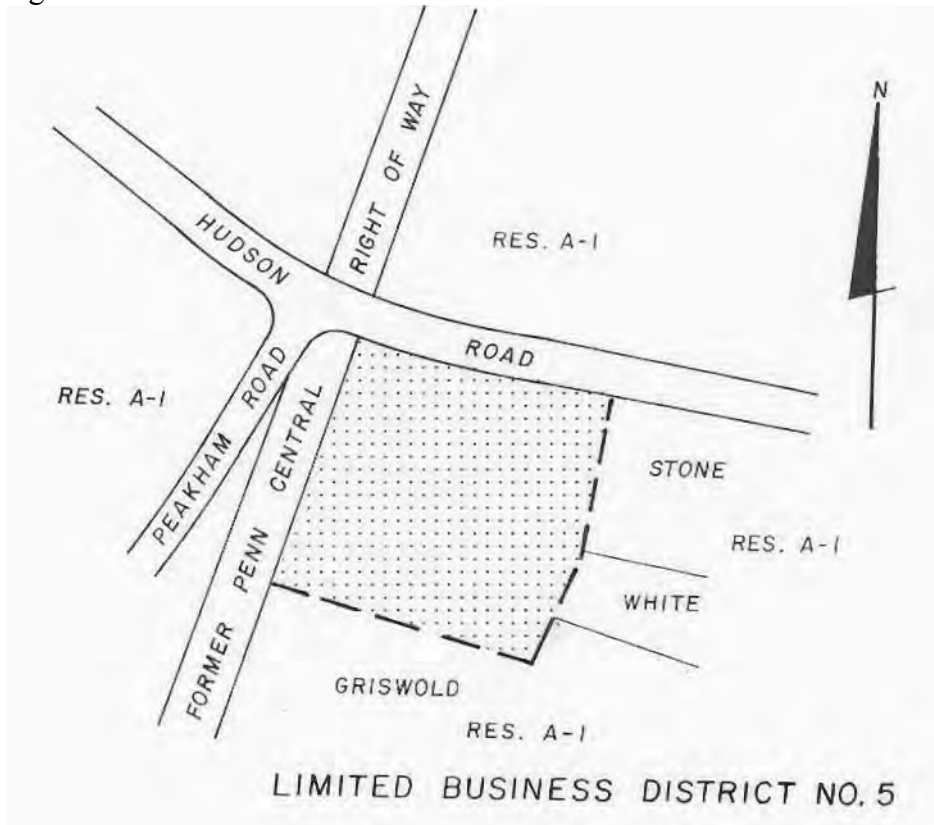 N
RIGHT OF WAY
HUDSON
ROAD
RES. A-1
RES. A-1
PEAKHAM ROAD
FORMER PENN CENTRAL
STONE
RES. A-1
WHITE
GRISWOLD
RES. A-1
LIMITED BUSINESS DISTRICT NO. 5